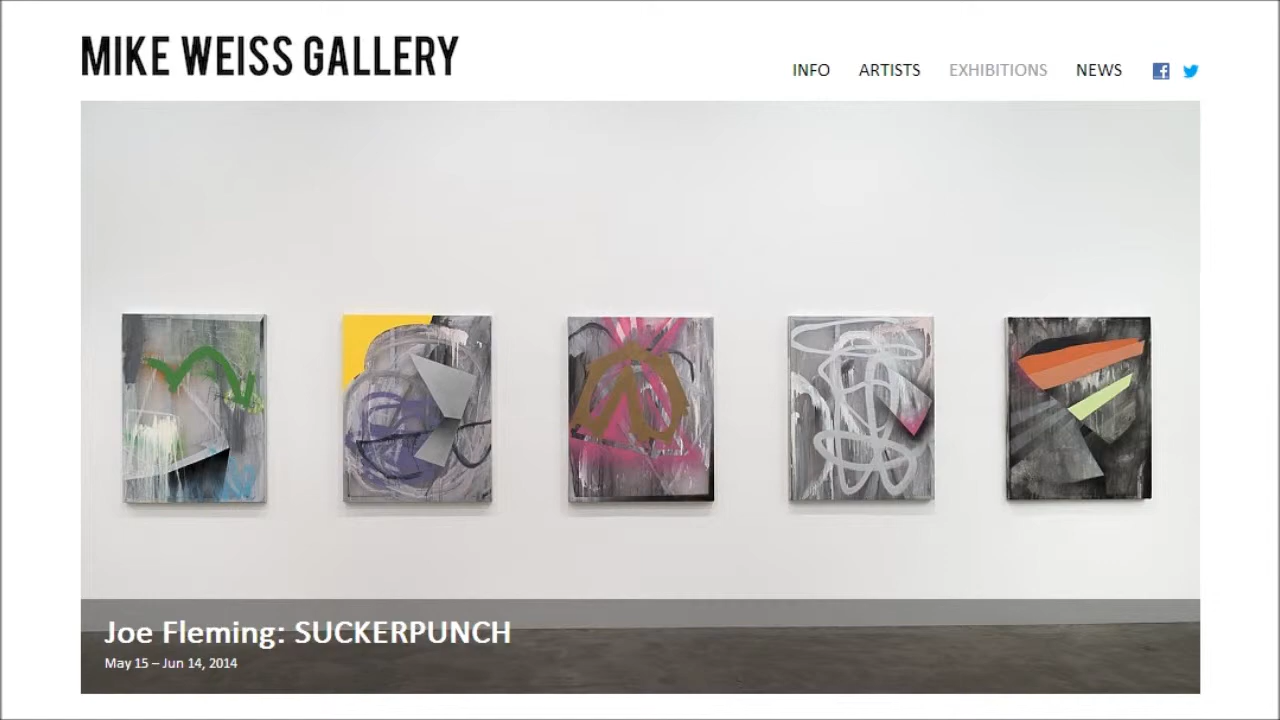 MIKE WEISS GALLERY
INFO ARTISTS EXHIBITIONS NEWS
Joe Fleming: SUCKERPUNCH
May 15 – Jun 14, 2014